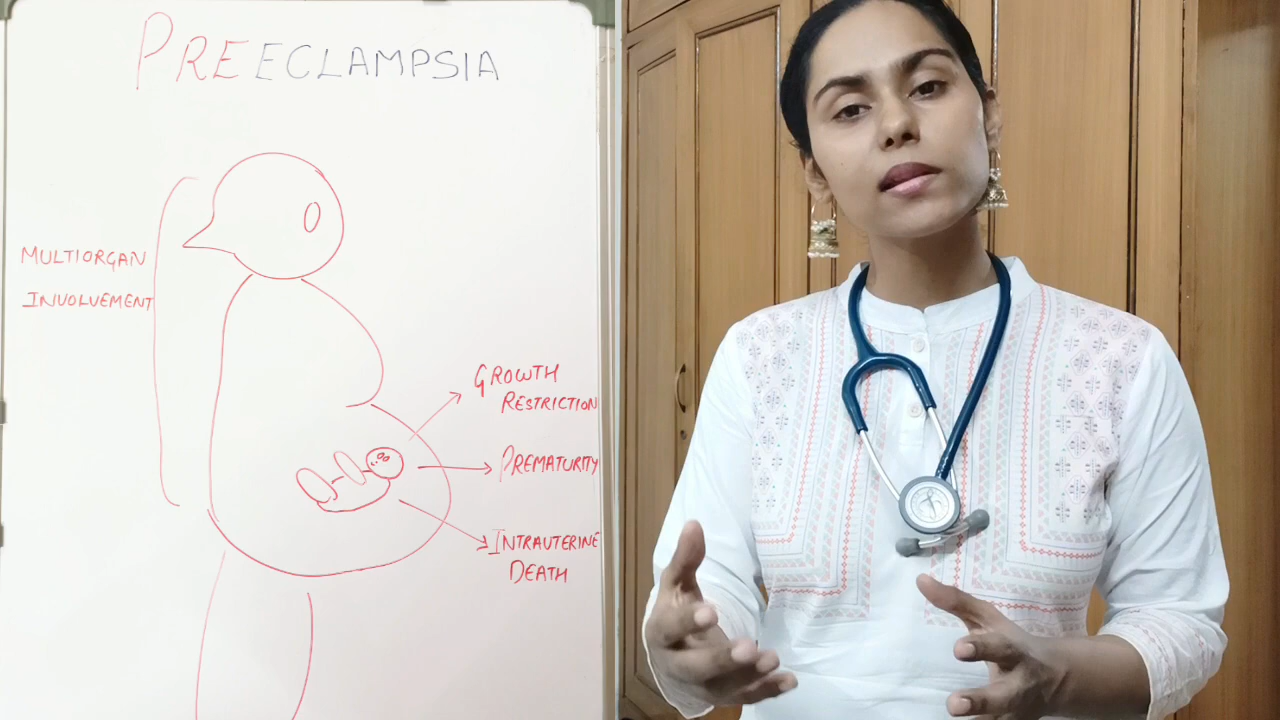 PREECLAMPSIA
MULTIORGAN
INVOLVEMENT
GROWTH
RESTRICTION
PREMATURITY
INTRAUTERINE
DEATH